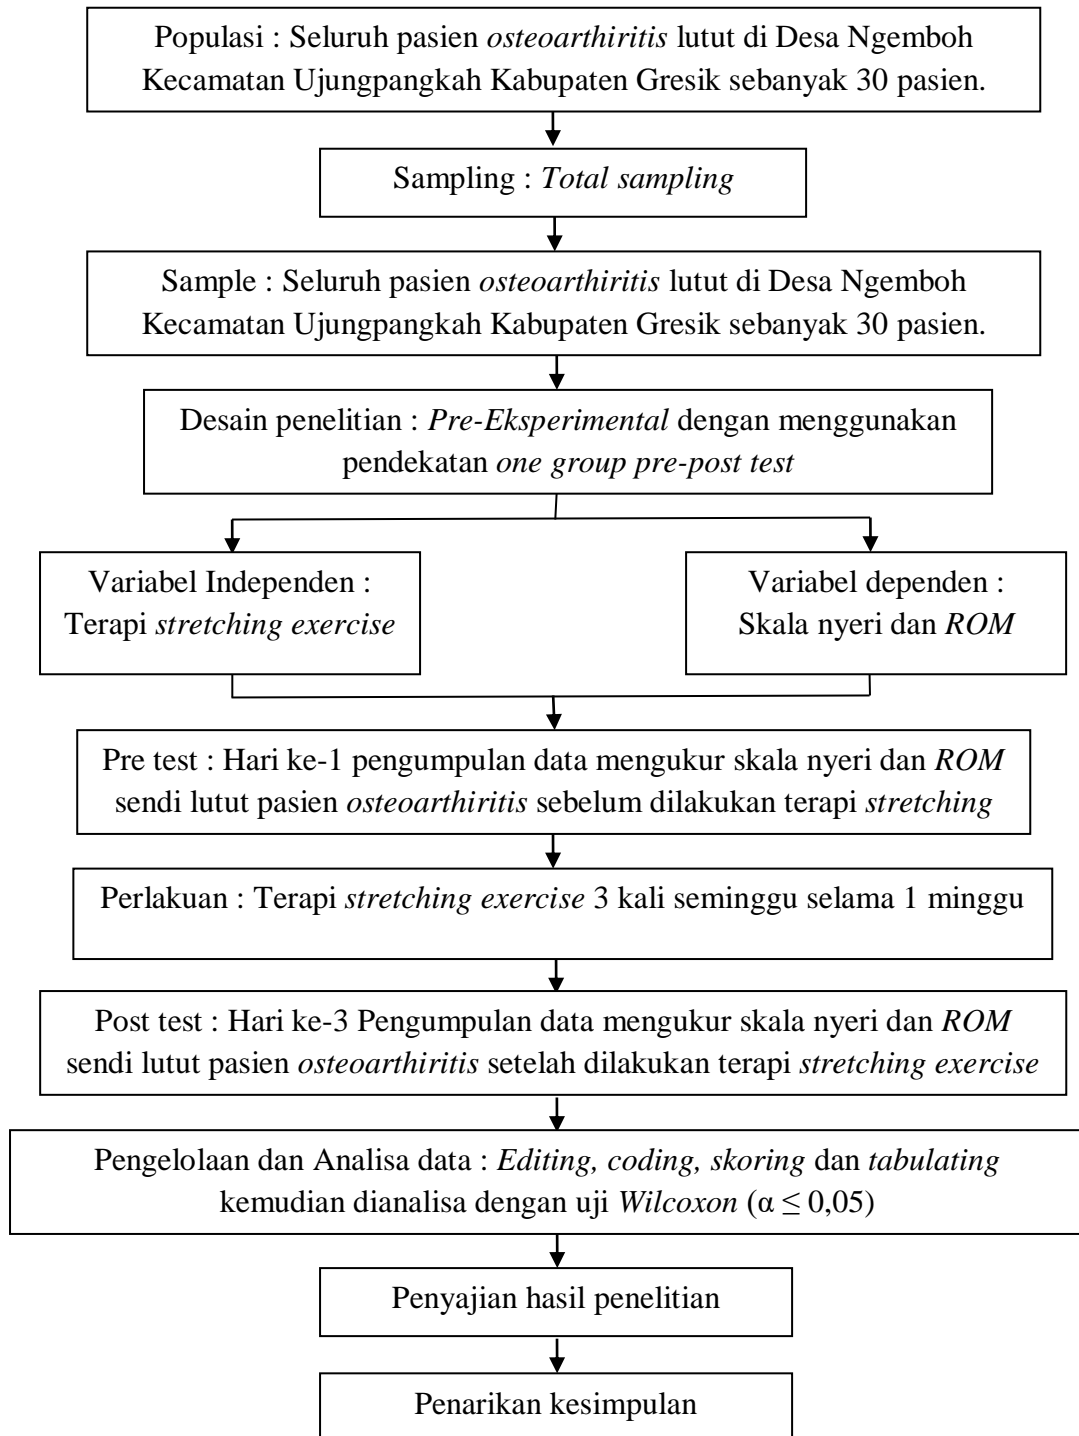 Populasi : Seluruh pasien osteoarthiritis lutut di Desa Ngemboh
Kecamatan Ujungpangkah Kabupaten Gresik sebanyak 30 pasien.
Sampling : Total sampling
Sample : Seluruh pasien osteoarthiritis lutut di Desa Ngemboh
Kecamatan Ujungpangkah Kabupaten Gresik sebanyak 30 pasien.
Desain penelitian : Pre-Eksperimental dengan menggunakan
pendekatan one group pre-post test
Variabel Independen :
Terapi stretching exercise
Variabel dependen :
Skala nyeri dan ROM
Pre test : Hari ke-1 pengumpulan data mengukur skala nyeri dan ROM
sendi lutut pasien osteoarthiritis sebelum dilakukan terapi stretching
Perlakuan : Terapi stretching exercise 3 kali seminggu selama 1 minggu
Post test : Hari ke-3 Pengumpulan data mengukur skala nyeri dan ROM
sendi lutut pasien osteoarthiritis setelah dilakukan terapi stretching exercise
Pengelolaan dan Analisa data : Editing, coding, skoring dan tabulating
kemudian dianalisa dengan uji Wilcoxon (α ≤ 0,05)
Penyajian hasil penelitian
Penarikan kesimpulan